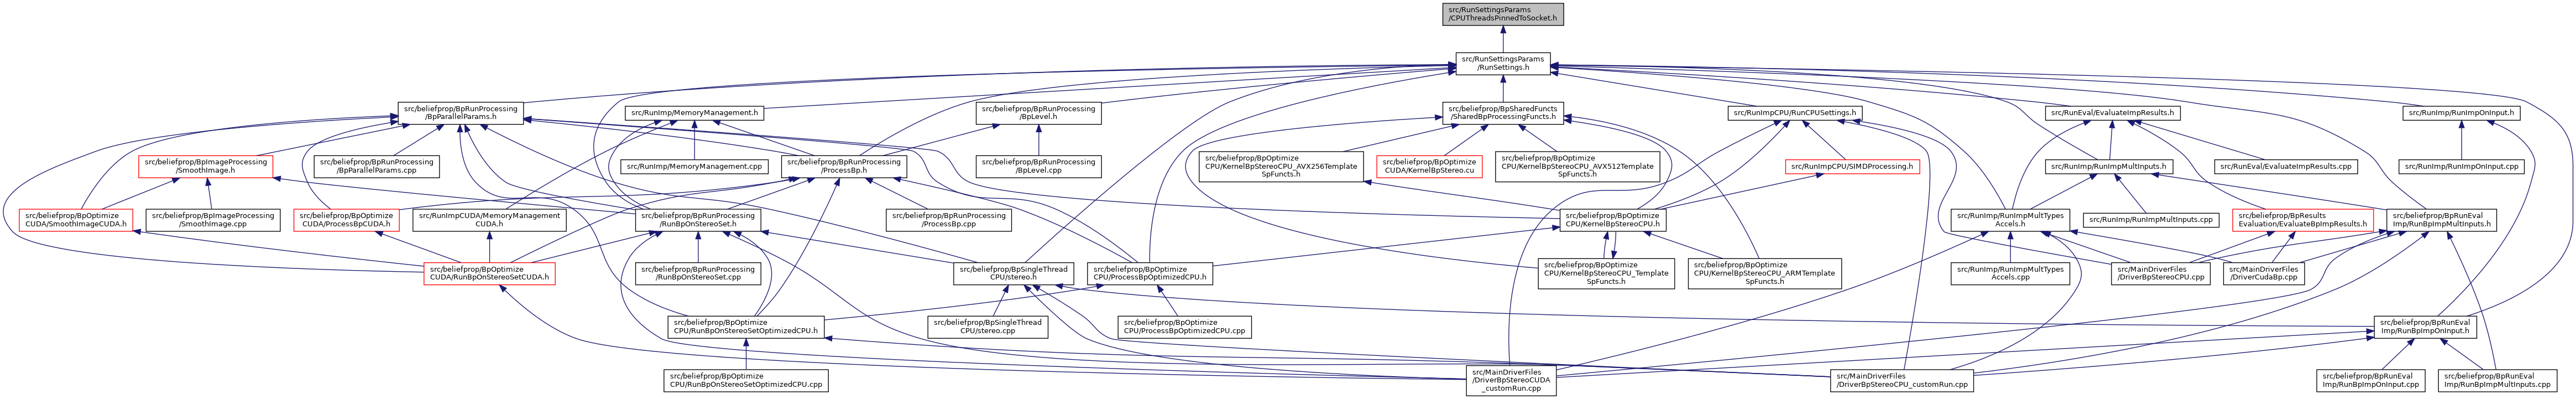 src/RunSettingsParams
/CPUThreadsPinnedToSocket.h
src/RunSettingsParams
/RunSettings.h
src/beliefprop/BpRunProcessing
/BpParallelParams.h
src/RunImp/MemoryManagement.h
src/beliefprop/BpRunProcessing
/BpLevel.h
src/beliefprop/BpSharedFuncts
/SharedBpProcessingFuncts.h
src/RunImpCPU/RunCPUSettings.h
src/RunEval/EvaluateImpResults.h
src/RunImp/RunImpOnInput.h
src/beliefprop/BpImageProcessing
/SmoothImage.h
src/beliefprop/BpRunProcessing
/BpParallelParams.cpp
src/RunImp/MemoryManagement.cpp
src/beliefprop/BpRunProcessing
/ProcessBp.h
src/beliefprop/BpRunProcessing
/BpLevel.cpp
src/beliefprop/BpOptimize
CPU/KernelBpStereoCPU_AVX256Template
SpFuncts.h
src/beliefprop/BpOptimize
CUDA/KernelBpStereo.cu
src/beliefprop/BpOptimize
CPU/KernelBpStereoCPU_AVX512Template
SpFuncts.h
src/RunImpCPU/SIMDProcessing.h
src/RunImp/RunImpMultInputs.h
src/RunEval/EvaluateImpResults.cpp
src/RunImp/RunImpOnInput.cpp
src/beliefprop/BpOptimize
CUDA/SmoothImageCUDA.h
src/beliefprop/BpImageProcessing
/SmoothImage.cpp
src/beliefprop/BpOptimize
CUDA/ProcessBpCUDA.h
src/RunImpCUDA/MemoryManagement
CUDA.h
src/beliefprop/BpRunProcessing
/RunBpOnStereoSet.h
src/beliefprop/BpRunProcessing
/ProcessBp.cpp
src/beliefprop/BpOptimize
CPU/KernelBpStereoCPU.h
src/RunImp/RunImpMultTypes
Accels.h
src/RunImp/RunImpMultInputs.cpp
src/beliefprop/BpResults
Evaluation/EvaluateBpImpResults.h
src/beliefprop/BpRunEval
Imp/RunBpImpMultInputs.h
src/beliefprop/BpOptimize
CUDA/RunBpOnStereoSetCUDA.h
src/beliefprop/BpRunProcessing
/RunBpOnStereoSet.cpp
src/beliefprop/BpSingleThread
CPU/stereo.h
src/beliefprop/BpOptimize
CPU/ProcessBpOptimizedCPU.h
src/beliefprop/BpOptimize
CPU/KernelBpStereoCPU_Template
SpFuncts.h
src/beliefprop/BpOptimize
CPU/KernelBpStereoCPU_ARMTemplate
SpFuncts.h
src/RunImp/RunImpMultTypes
Accels.cpp
src/MainDriverFiles
/DriverBpStereoCPU.cpp
src/MainDriverFiles
/DriverCudaBp.cpp
src/beliefprop/BpOptimize
CPU/RunBpOnStereoSetOptimizedCPU.h
src/beliefprop/BpSingleThread
CPU/stereo.cpp
src/beliefprop/BpOptimize
CPU/ProcessBpOptimizedCPU.cpp
src/beliefprop/BpRunEval
Imp/RunBpImpOnInput.h
src/beliefprop/BpOptimize
CPU/RunBpOnStereoSetOptimizedCPU.cpp
src/MainDriverFiles
/DriverBpStereoCUDA
_customRun.cpp
src/MainDriverFiles
/DriverBpStereoCPU_customRun.cpp
src/beliefprop/BpRunEval
Imp/RunBpImpOnInput.cpp
src/beliefprop/BpRunEval
Imp/RunBpImpMultInputs.cpp